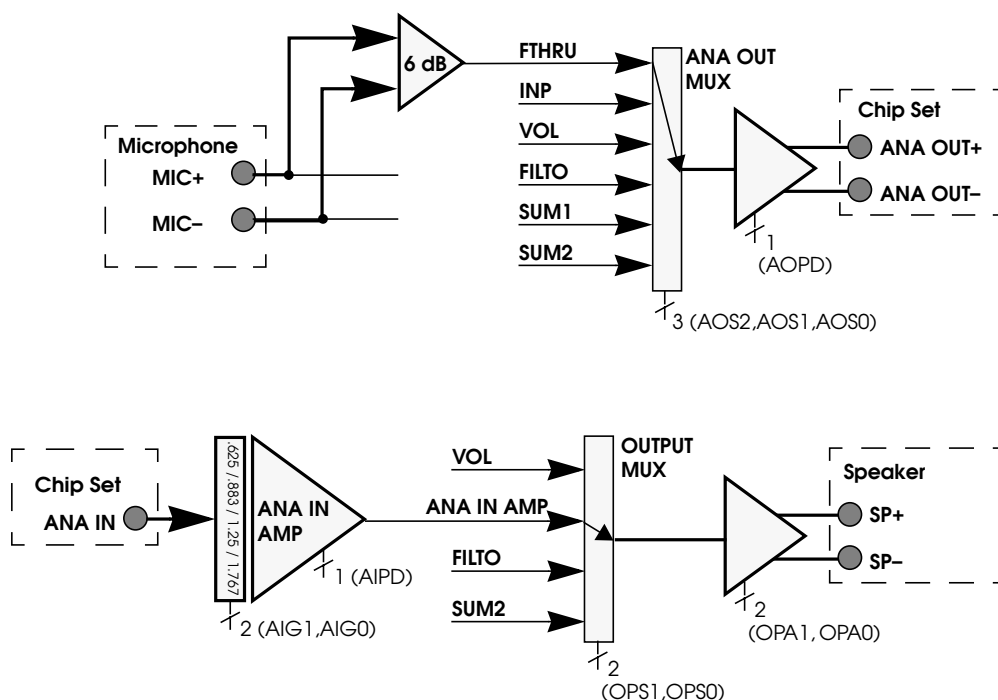 6 dB
FTHRU
INP
VOL
FILTO
SUM1
SUM2
ANA OUT
MUX
Chip Set
ANA OUT+
ANA OUT–
Microphone
MIC+
MIC–
1
(AOPD)
3 (AOS2,AOS1,AOS0)
Chip Set
ANA IN
.625 / .883 / 1.25 / 1.767
ANA IN
AMP
1 (AIPD)
2 (AIG1,AIG0)
VOL
ANA IN AMP
FILTO
SUM2
OUTPUT
MUX
2
(OPS1,OPS0)
2
(OPA1, OPA0)
Speaker
SP+
SP–